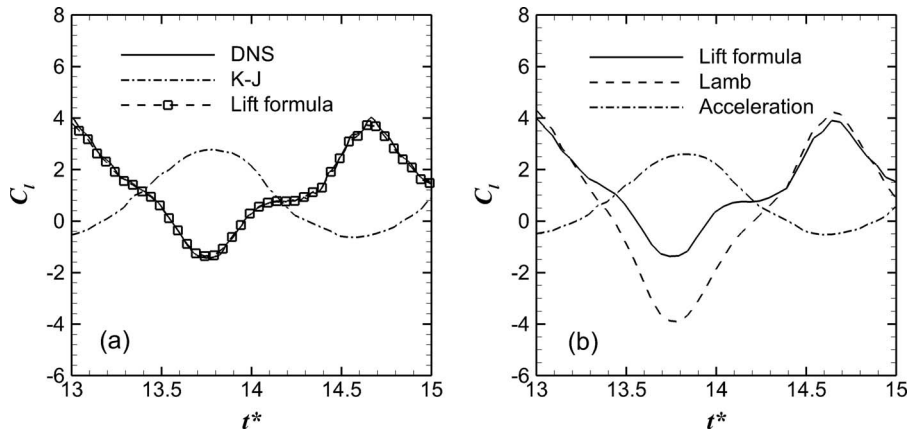 8
6
4
2
0
-2
-4
-6
C_l
DNS
K-J
Lift formula
(a)
13
13.5
14
14.5
15
t*
8
6
4
2
0
-2
-4
-6
C_l
Lift formula
Lamb
Acceleration
(b)
13
13.5
14
14.5
15
t*